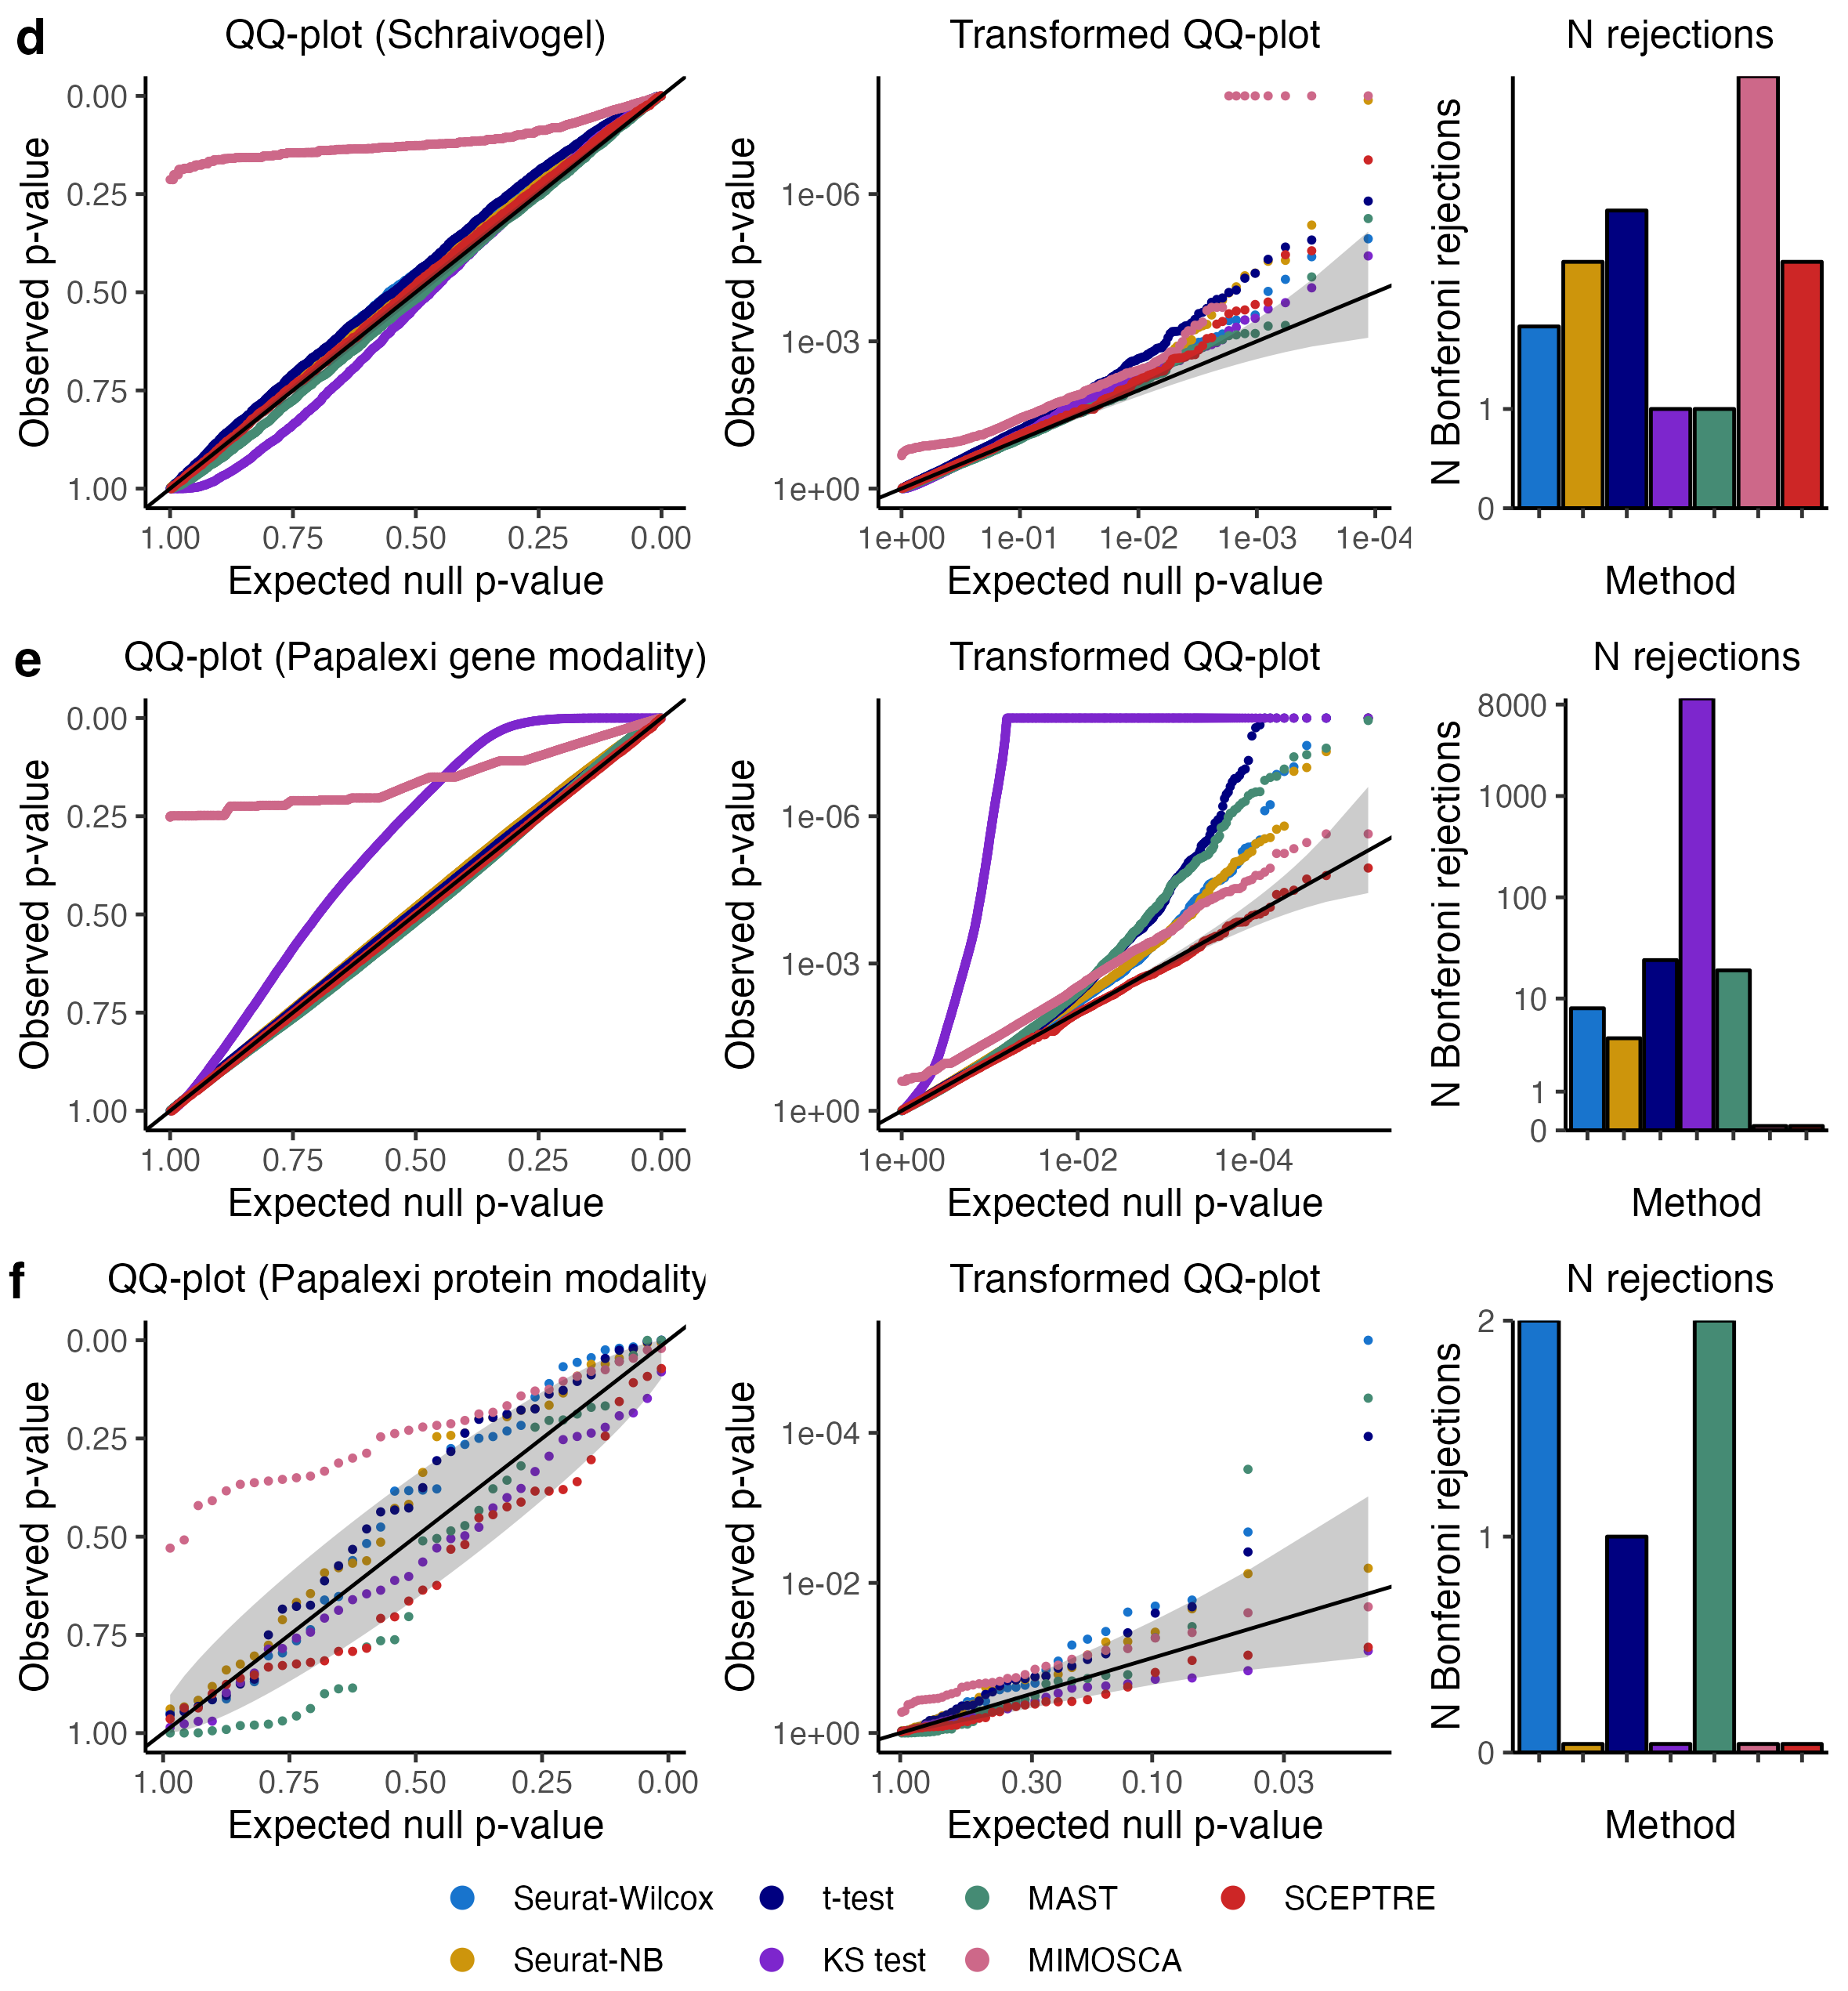 d
QQ-plot (Schraivogel)
Transformed QQ-plot
N rejections
Observed p-value
0.00
0.25
0.50
0.75
1.00
1.00 0.75 0.50 0.25 0.00
Expected null p-value
Observed p-value
1e-06
1e-03
1e+00
1e+00 1e-01 1e-02 1e-03 1e-04
Expected null p-value
N Bonferoni rejections
1
0
Method
e
QQ-plot (Papalexi gene modality)
Transformed QQ-plot
N rejections
Observed p-value
0.00
0.25
0.50
0.75
1.00
1.00 0.75 0.50 0.25 0.00
Expected null p-value
Observed p-value
1e-06
1e-03
1e+00
1e+00 1e-02 1e-04
Expected null p-value
N Bonferoni rejections
8000
1000
100
10
1
0
Method
f
QQ-plot (Papalexi protein modality
Transformed QQ-plot
N rejections
Observed p-value
0.00
0.25
0.50
0.75
1.00
1.00 0.75 0.50 0.25 0.00
Expected null p-value
Observed p-value
1e-04
1e-02
1e+00
1.00 0.30 0.10 0.03
Expected null p-value
N Bonferoni rejections
2
1
0
Method
Seurat-Wilcox t-test MAST SCEPTRE
Seurat-NB KS test MIMOSCA